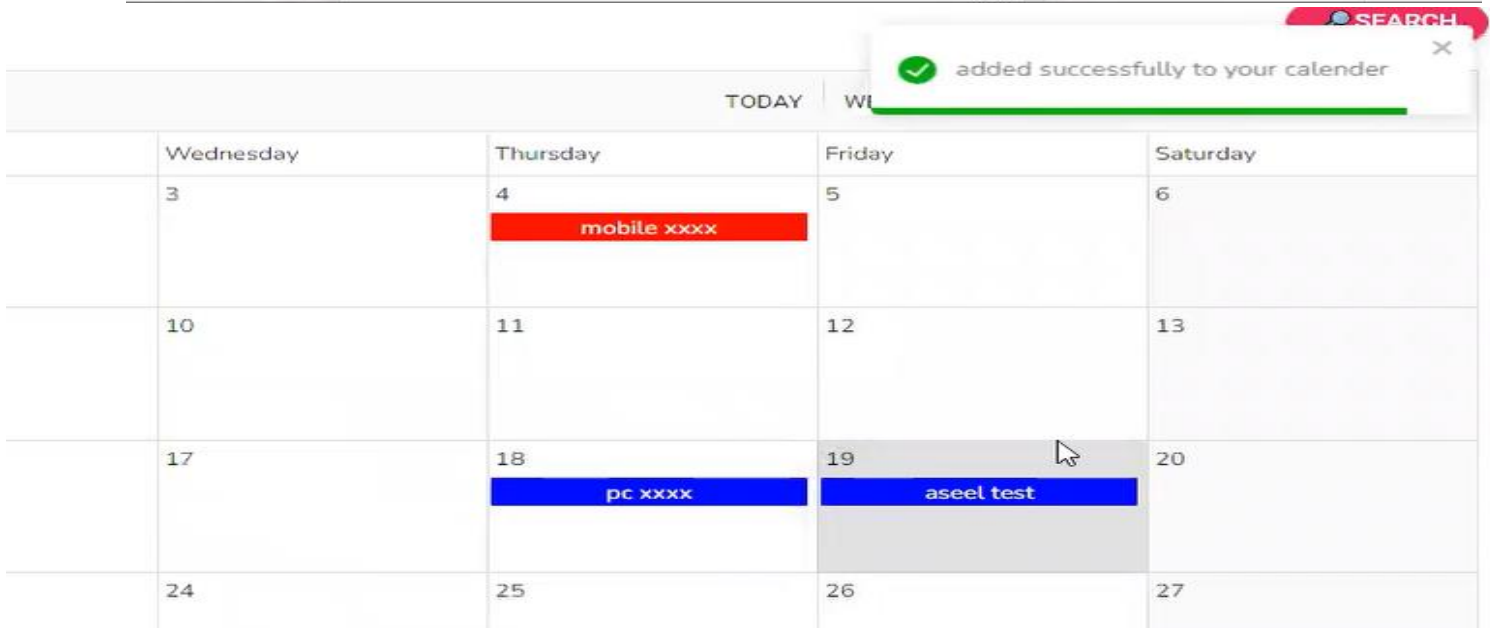 SEARCH
added successfully to your calender
TODAY
Wednesday Thursday Friday Saturday
3 4 5 6
mobile xxxx
10 11 12 13
17 18 19 20
pc xxxx aseel test
24 25 26 27